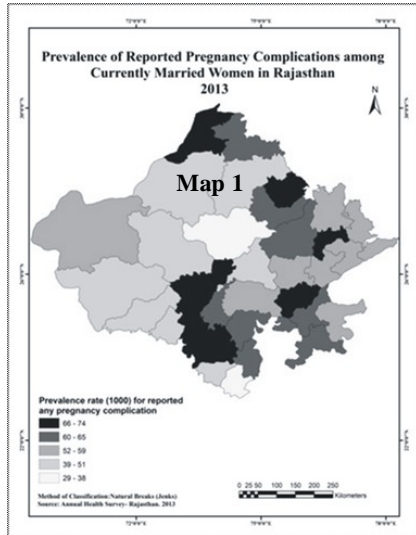 Prevalence of Reported Pregnancy Complications among
Currently Married Women in Rajasthan
2013
N
Map 1
Prevalence rate (1000) for reported
any pregnancy complication
66 - 74
60 - 65
52 - 59
39 - 51
29 - 38
Method of Classification:Natural Breaks (Jenks)
Source: Annual Health Survey- Rajasthan. 2013
0 25 50 100 150 200 250
Kilometers